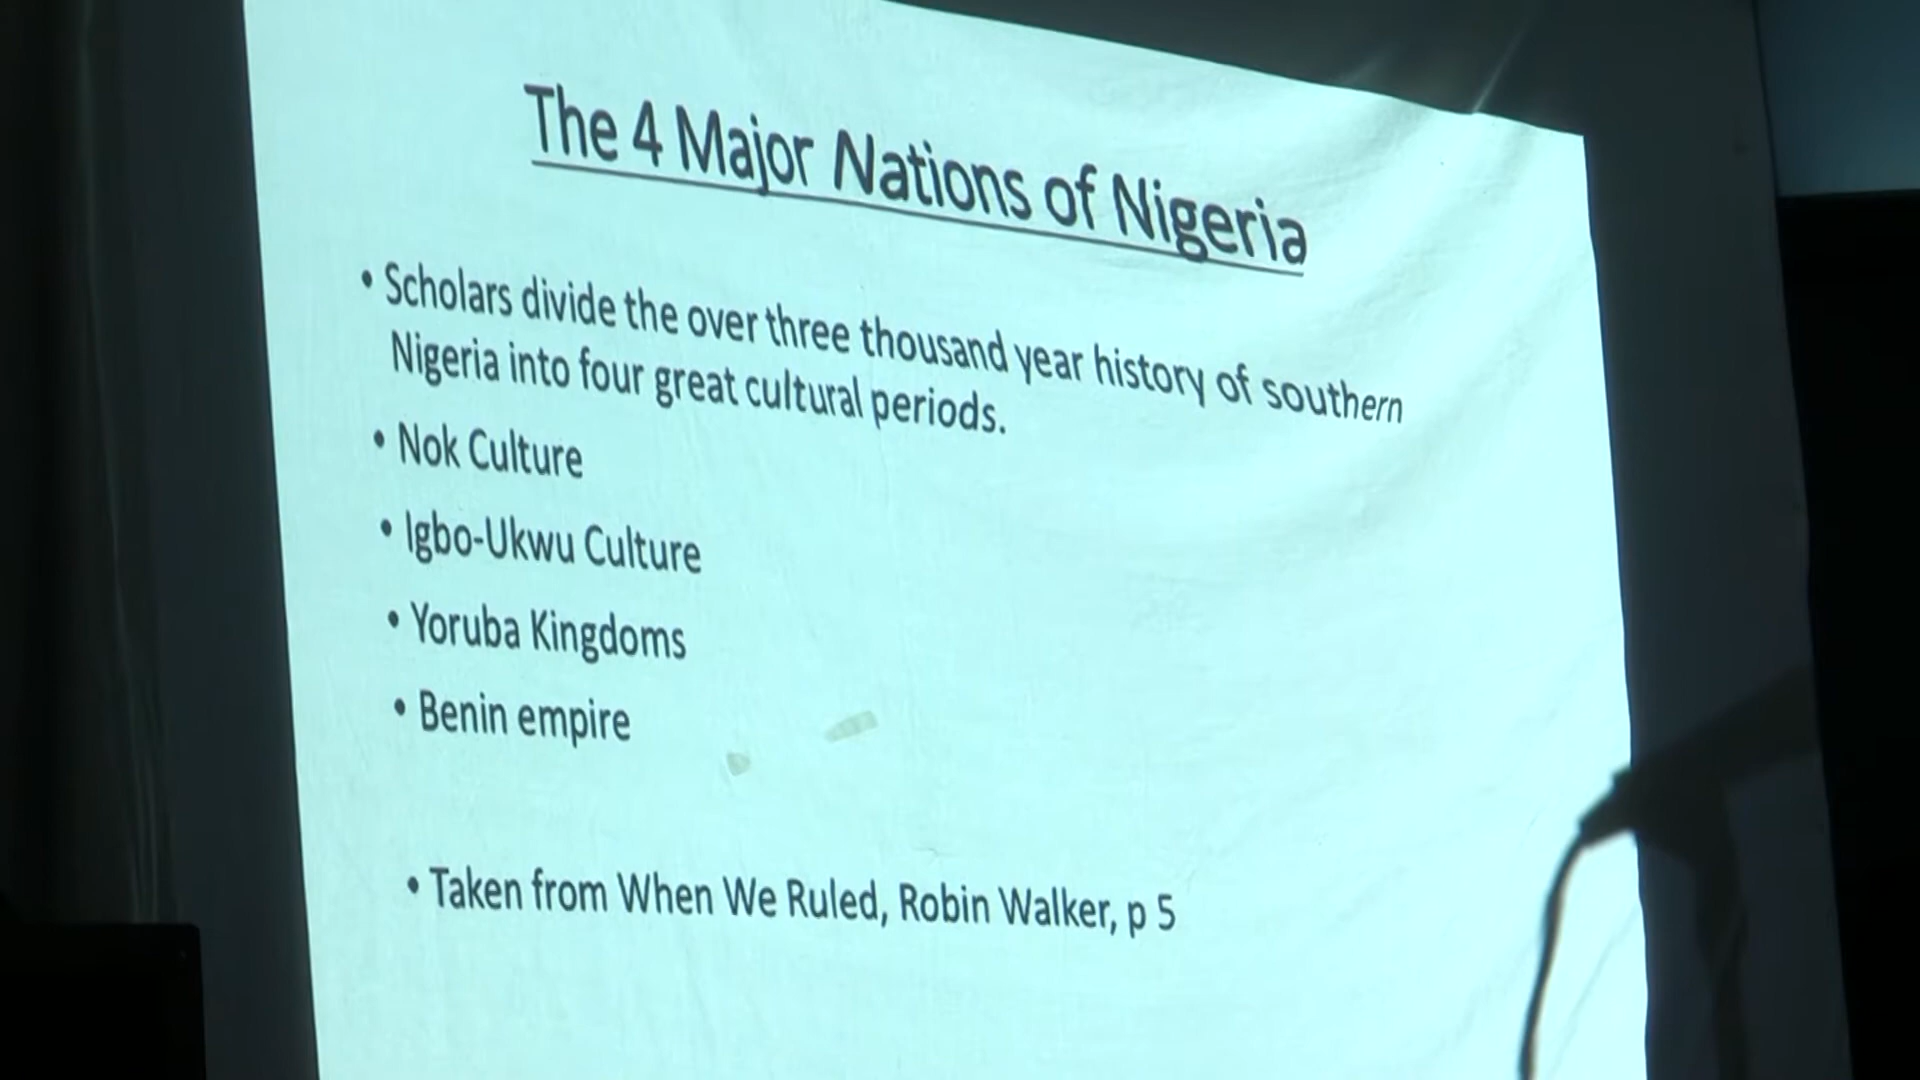 The 4 Major Nations of Nigeria
• Scholars divide the over three thousand year history of southern
Nigeria into four great cultural periods.
• Nok Culture
• Igbo-Ukwu Culture
• Yoruba Kingdoms
• Benin empire
• Taken from When We Ruled, Robin Walker, p 5